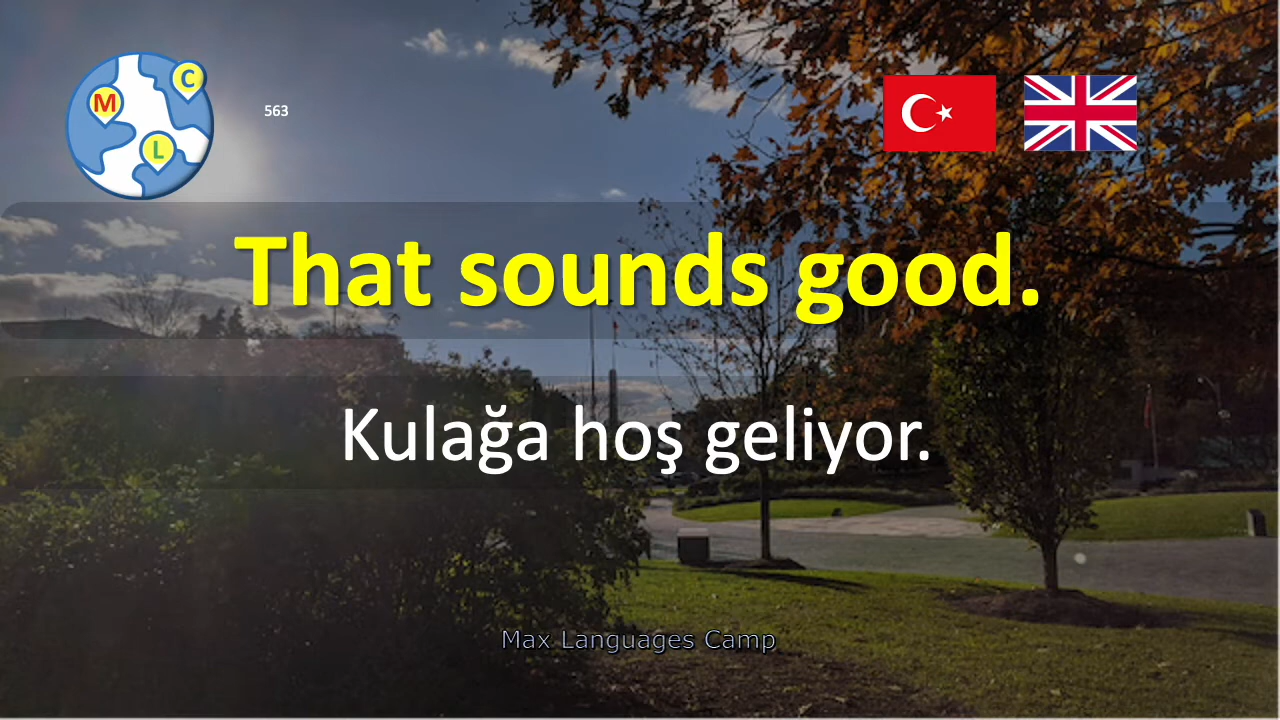 C
M
L
563
That sounds good.
Kulağa hoş geliyor.
Max Languages Camp